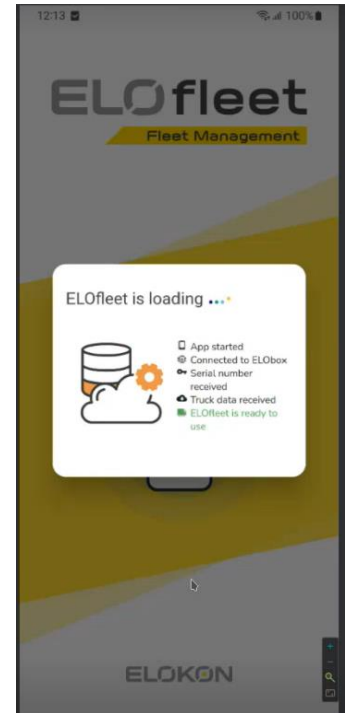 12:13
100%
ELOfleet
Fleet Management
ELOfleet is loading
App started
Connected to ELObox
Serial number
received
Truck data received
ELOfleet is ready to
use
ELOKON